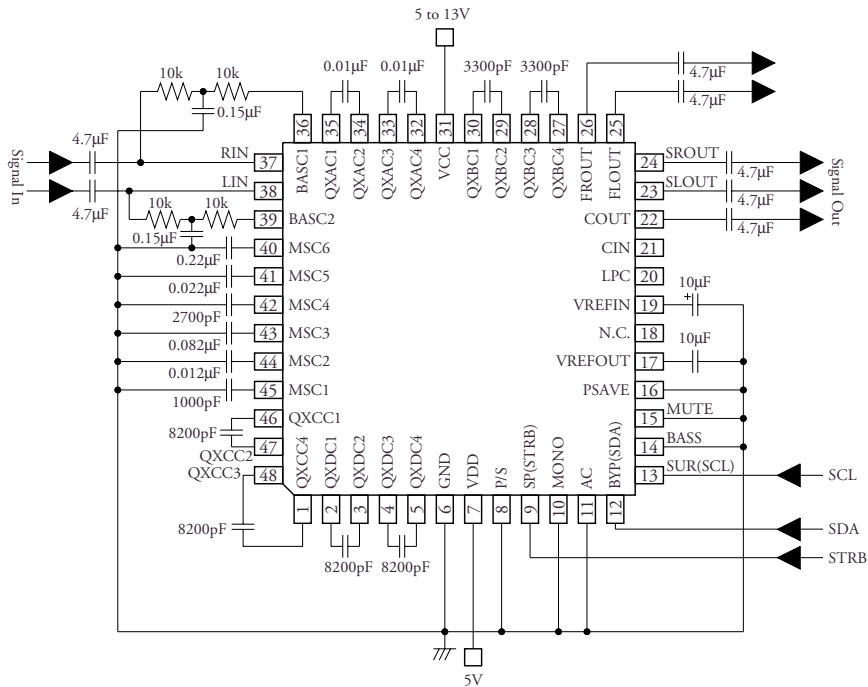 5 to 13V
10k 10k 0.01µF 0.01µF 3300pF 3300pF 4.7µF
0.15µF 4.7µF
4.7µF
36 35 34 33 32 31 30 29 28 27 26 25
BASC1 QXAC1 QXAC2 QXAC3 QXAC4 VCC QXBC1 QXBC2 QXBC3 QXBC4 FROUT FLOUT
Signal In
RIN 37
LIN 38
4.7µF
10k 10k 39 BASC2
0.15µF 40 MSC6
0.22µF 41 MSC5
0.022µF 42 MSC4
2700pF 43 MSC3
0.082µF 44 MSC2
0.012µF 45 MSC1
1000pF 46 QXCC1
8200pF 47
QXCC2
QXCC3 48
8200pF
24 SROUT 4.7µF
23 SLOUT 4.7µF
22 COUT 4.7µF
Signal Out
CIN 21
LPC 20
10µF
VREFIN 19 +
N.C. 18
10µF
VREFOUT 17
PSAVE 16
15 MUTE
14 BASS
13 SUR(SCL) SCL
QXCC4 QXDC1 QXDC2 QXDC3 QXDC4 GND VDD P/S SP(STRB) MONO AC BYP(SDA)
1 2 3 4 5 6 7 8 9 10 11 12
SDA
8200pF 8200pF
STRB
5V